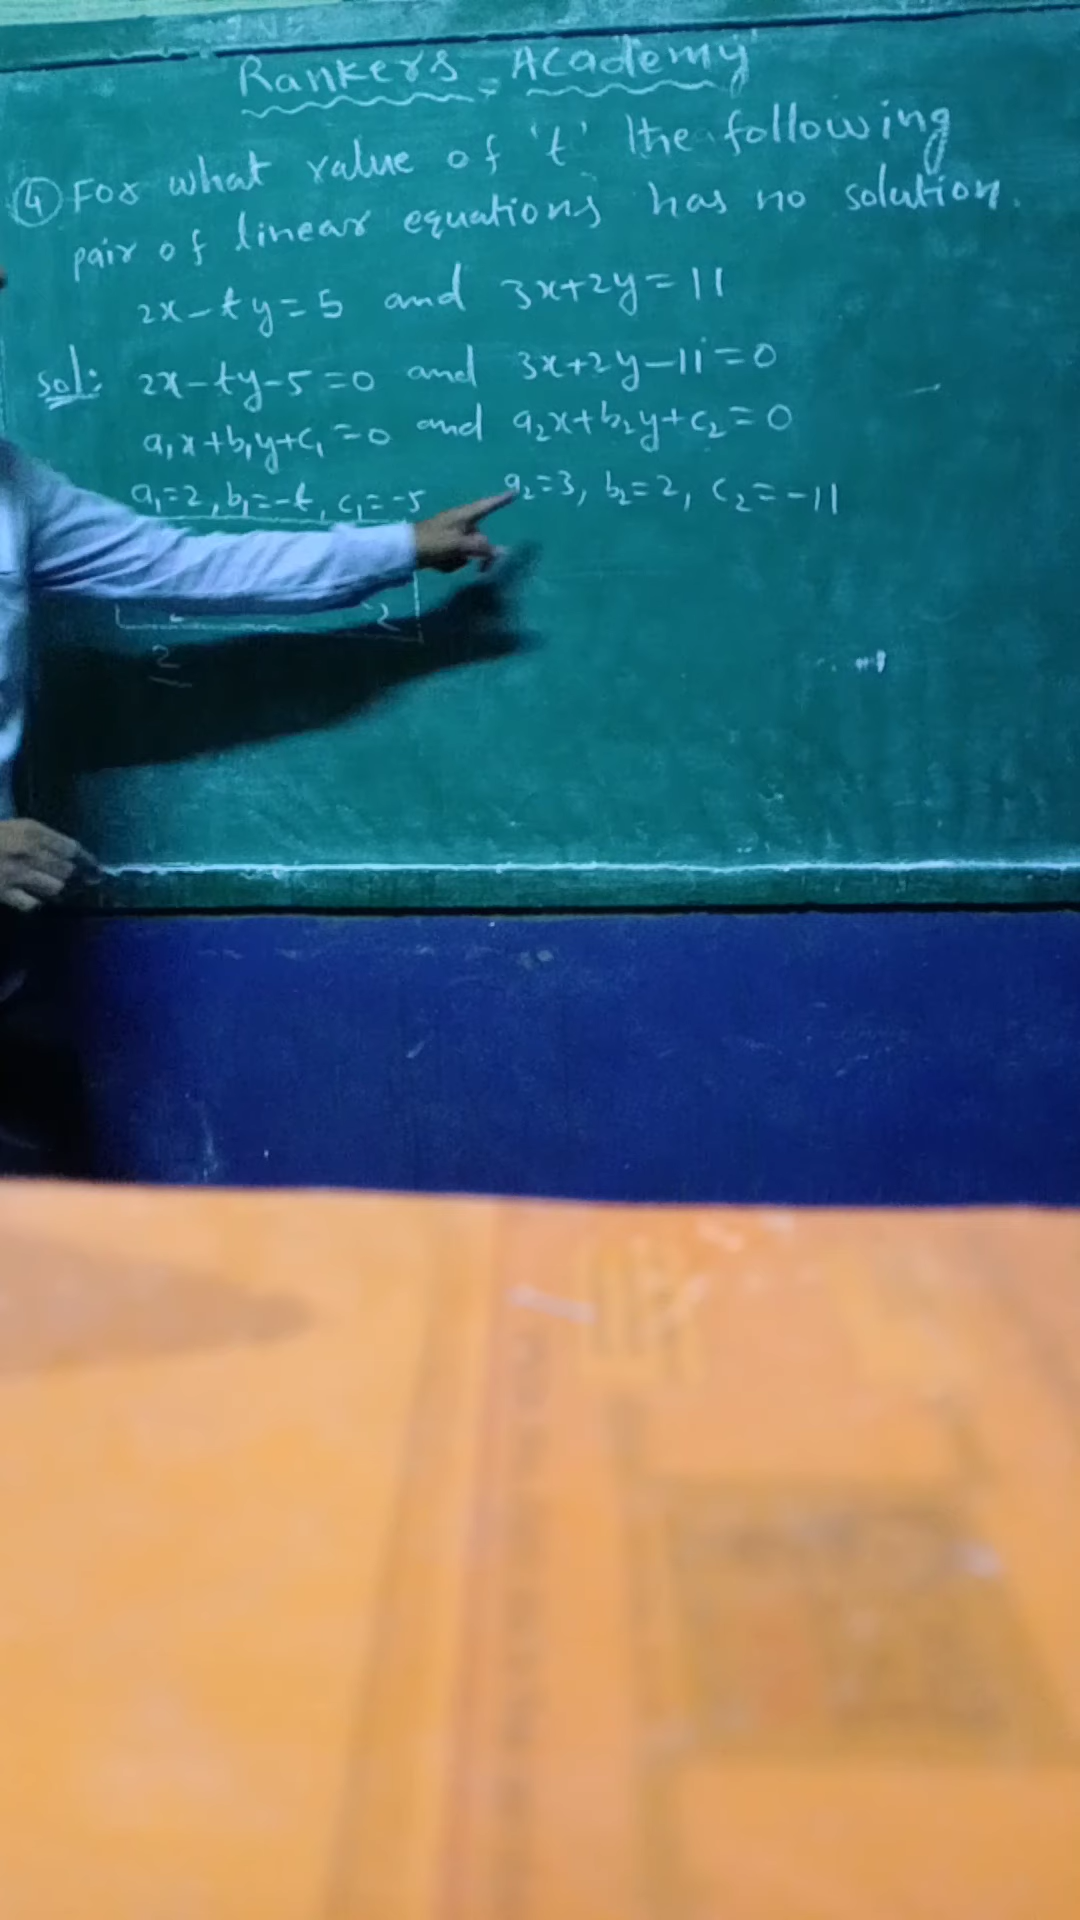 Rankers Academy
④ For what value of 't' the following
pair of linear equations has no solution.
2x-ty=5 and 3x+2y=11
Sol: 2x-ty-5=0 and 3x+2y-11=0
a₁x+b₁y+c₁=0 and a₂x+b₂y+c₂=0
a₁=2, b₁=-t, c₁=-5 a₂=3, b₂=2, c₂=-11
2
2